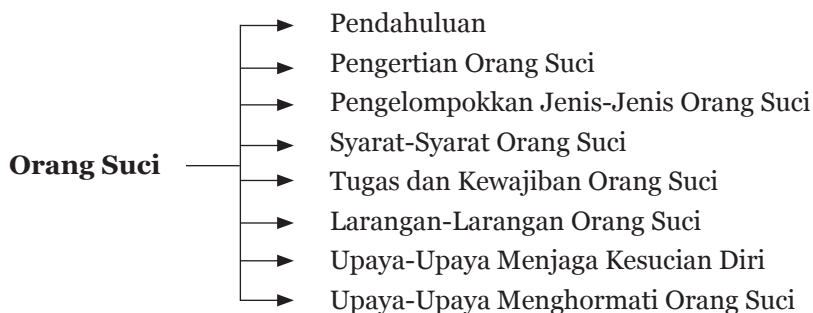 Orang Suci
Pendahuluan
Pengertian Orang Suci
Pengelompokkan Jenis-Jenis Orang Suci
Syarat-Syarat Orang Suci
Tugas dan Kewajiban Orang Suci
Larangan-Larangan Orang Suci
Upaya-Upaya Menjaga Kesucian Diri
Upaya-Upaya Menghormati Orang Suci